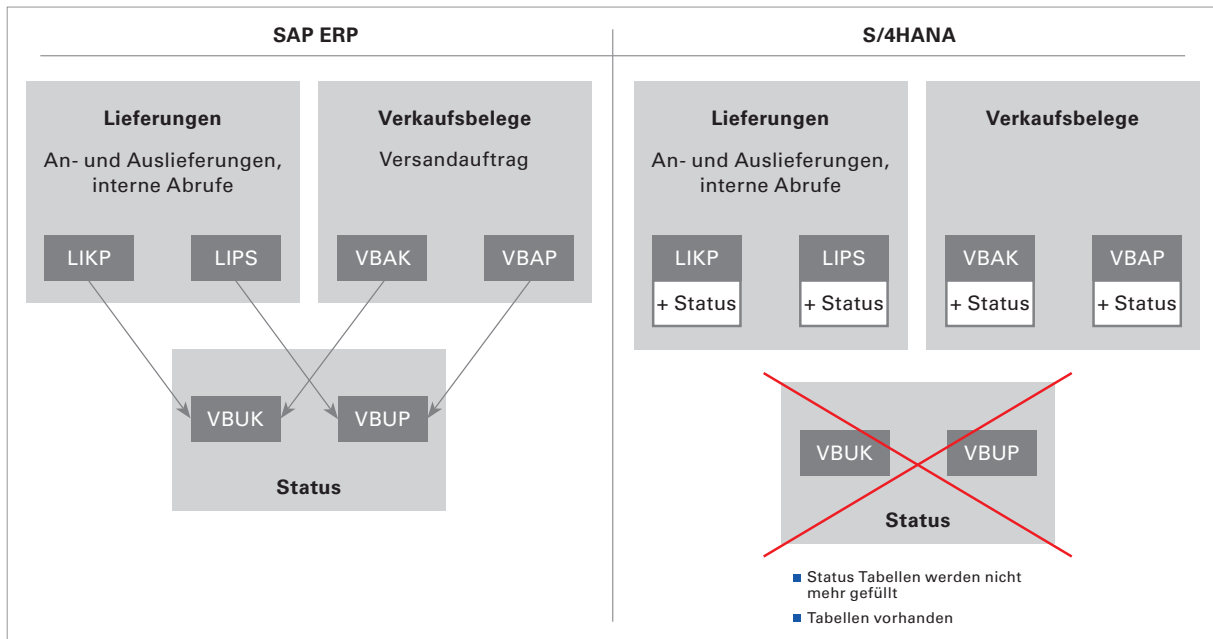 SAP ERP
Lieferungen
An- und Auslieferungen,
interne Abrufe
LIKP
LIPS
Verkaufsbelege
Versandauftrag
VBAK
VBAP
VBUK
VBUP
Status
S/4HANA
Lieferungen
An- und Auslieferungen,
interne Abrufe
LIKP
+ Status
LIPS
+ Status
Verkaufsbelege
VBAK
+ Status
VBAP
+ Status
VBUK
VBUP
Status
Status Tabellen werden nicht
mehr gefüllt
Tabellen vorhanden